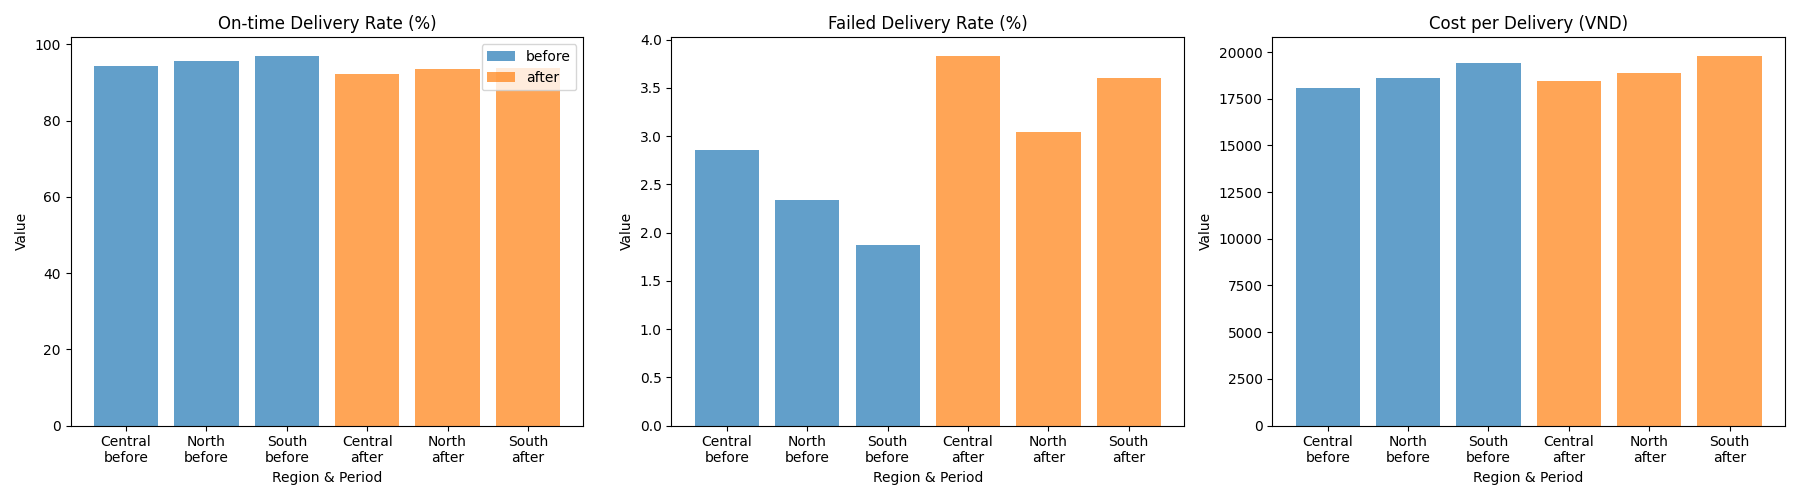 On-time Delivery Rate (%)
Value
100
80
60
40
20
0
before
after
Central
before
North
before
South
before
Central
after
North
after
South
after
Region & Period
Failed Delivery Rate (%)
Value
4.0
3.5
3.0
2.5
2.0
1.5
1.0
0.5
0.0
Central
before
North
before
South
before
Central
after
North
after
South
after
Region & Period
Cost per Delivery (VND)
Value
20000
17500
15000
12500
10000
7500
5000
2500
0
Central
before
North
before
South
before
Central
after
North
after
South
after
Region & Period